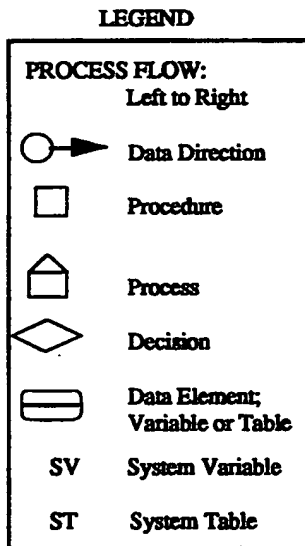 LEGEND
PROCESS FLOW:
Left to Right
Data Direction
Procedure
Process
Decision
Data Element;
Variable or Table
SV System Variable
ST System Table